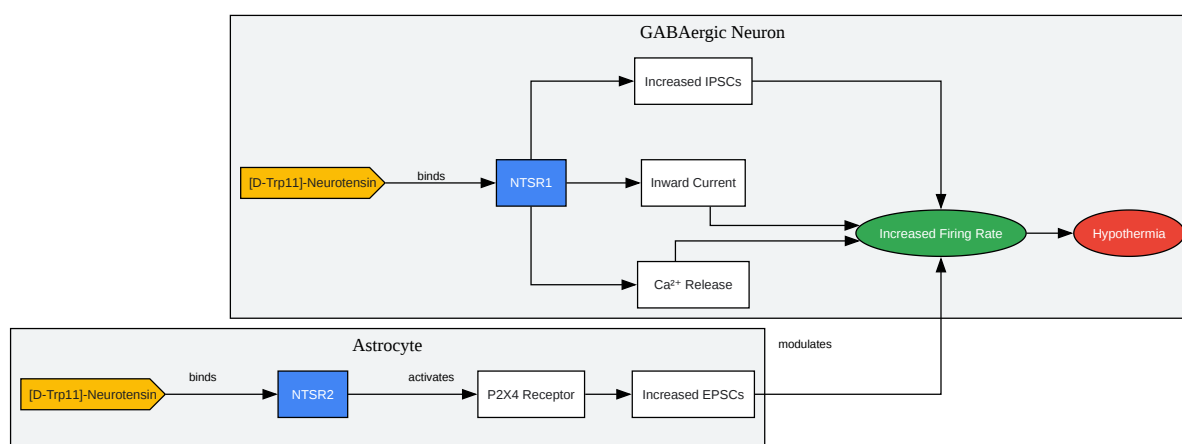 GABAergic Neuron
Increased IPSCs
[D-Trp11]-Neurotensin
binds
NTSR1
Inward Current
Increased Firing Rate
Hypothermia
Ca²⁺ Release
Astrocyte
modulates
[D-Trp11]-Neurotensin
binds
NTSR2
activates
P2X4 Receptor
Increased EPSCs